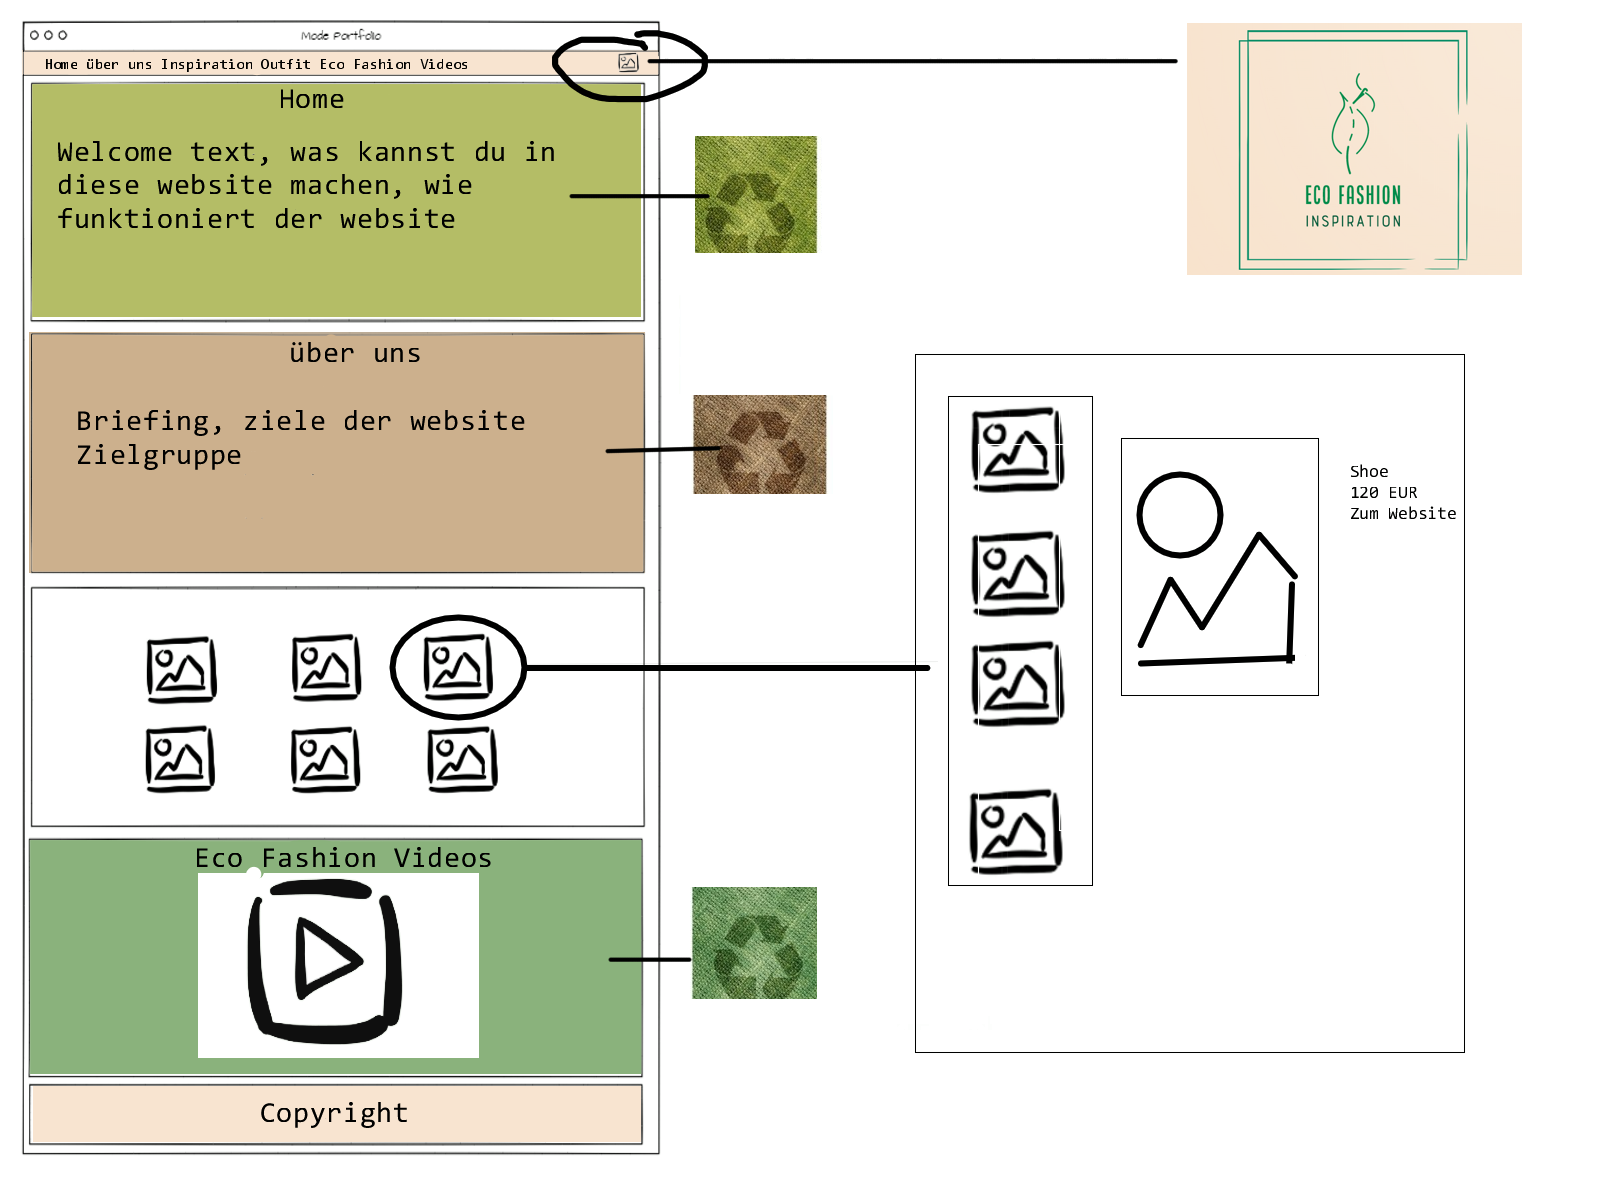 Mode Portfolio
Home über uns Inspiration Outfit Eco Fashion Videos
Home
Welcome text, was kannst du in
diese website machen, wie
funktioniert der website
über uns
Briefing, ziele der website
Zielgruppe
Eco Fashion Videos
Copyright
ECO FASHION
INSPIRATION
Shoe
120 EUR
Zum Website